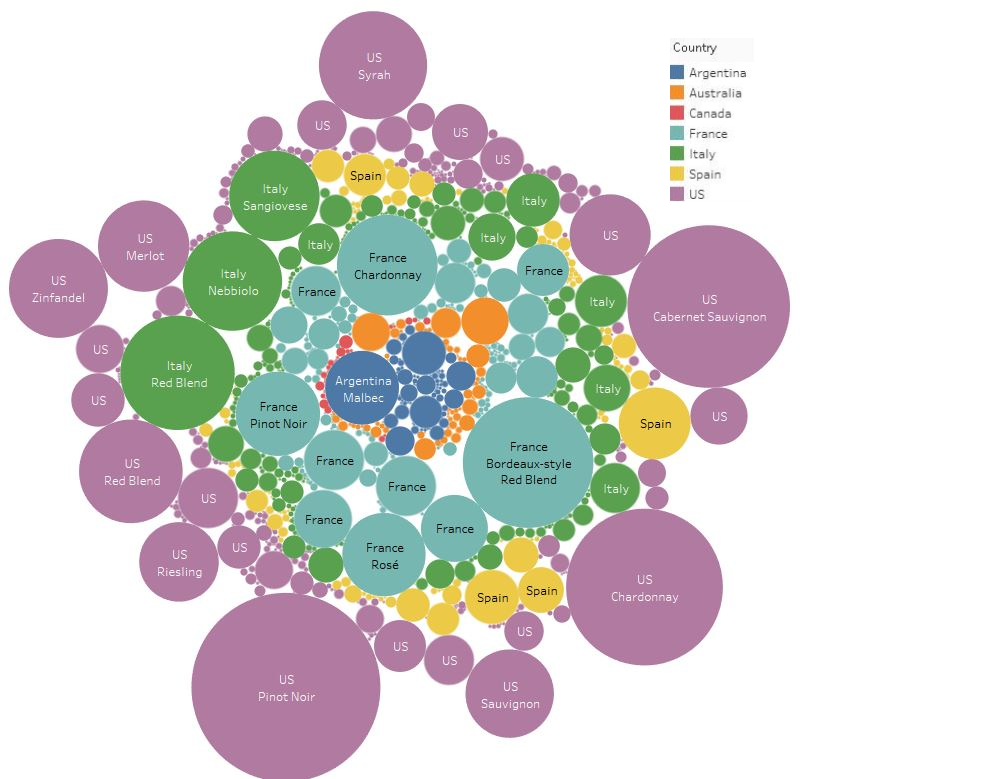 US
Syrah
Country
Argentina
Australia
Canada
France
Italy
Spain
US
US
US
US
Spain
Italy
Sangiovese
Italy
US
Merlot
Italy
Italy
US
France
Chardonnay
France
US
Zinfandel
Italy
Nebbiolo
France
Italy
US
Cabernet Sauvignon
US
Italy
Red Blend
Argentina
Malbec
Italy
US
France
Pinot Noir
Spain
US
US
Red Blend
France
France
Bordeaux-style
Red Blend
US
France
Italy
France
France
US
US
Riesling
France
Rosé
US
Chardonnay
Spain
Spain
US
US
US
US
Pinot Noir
US
Sauvignon